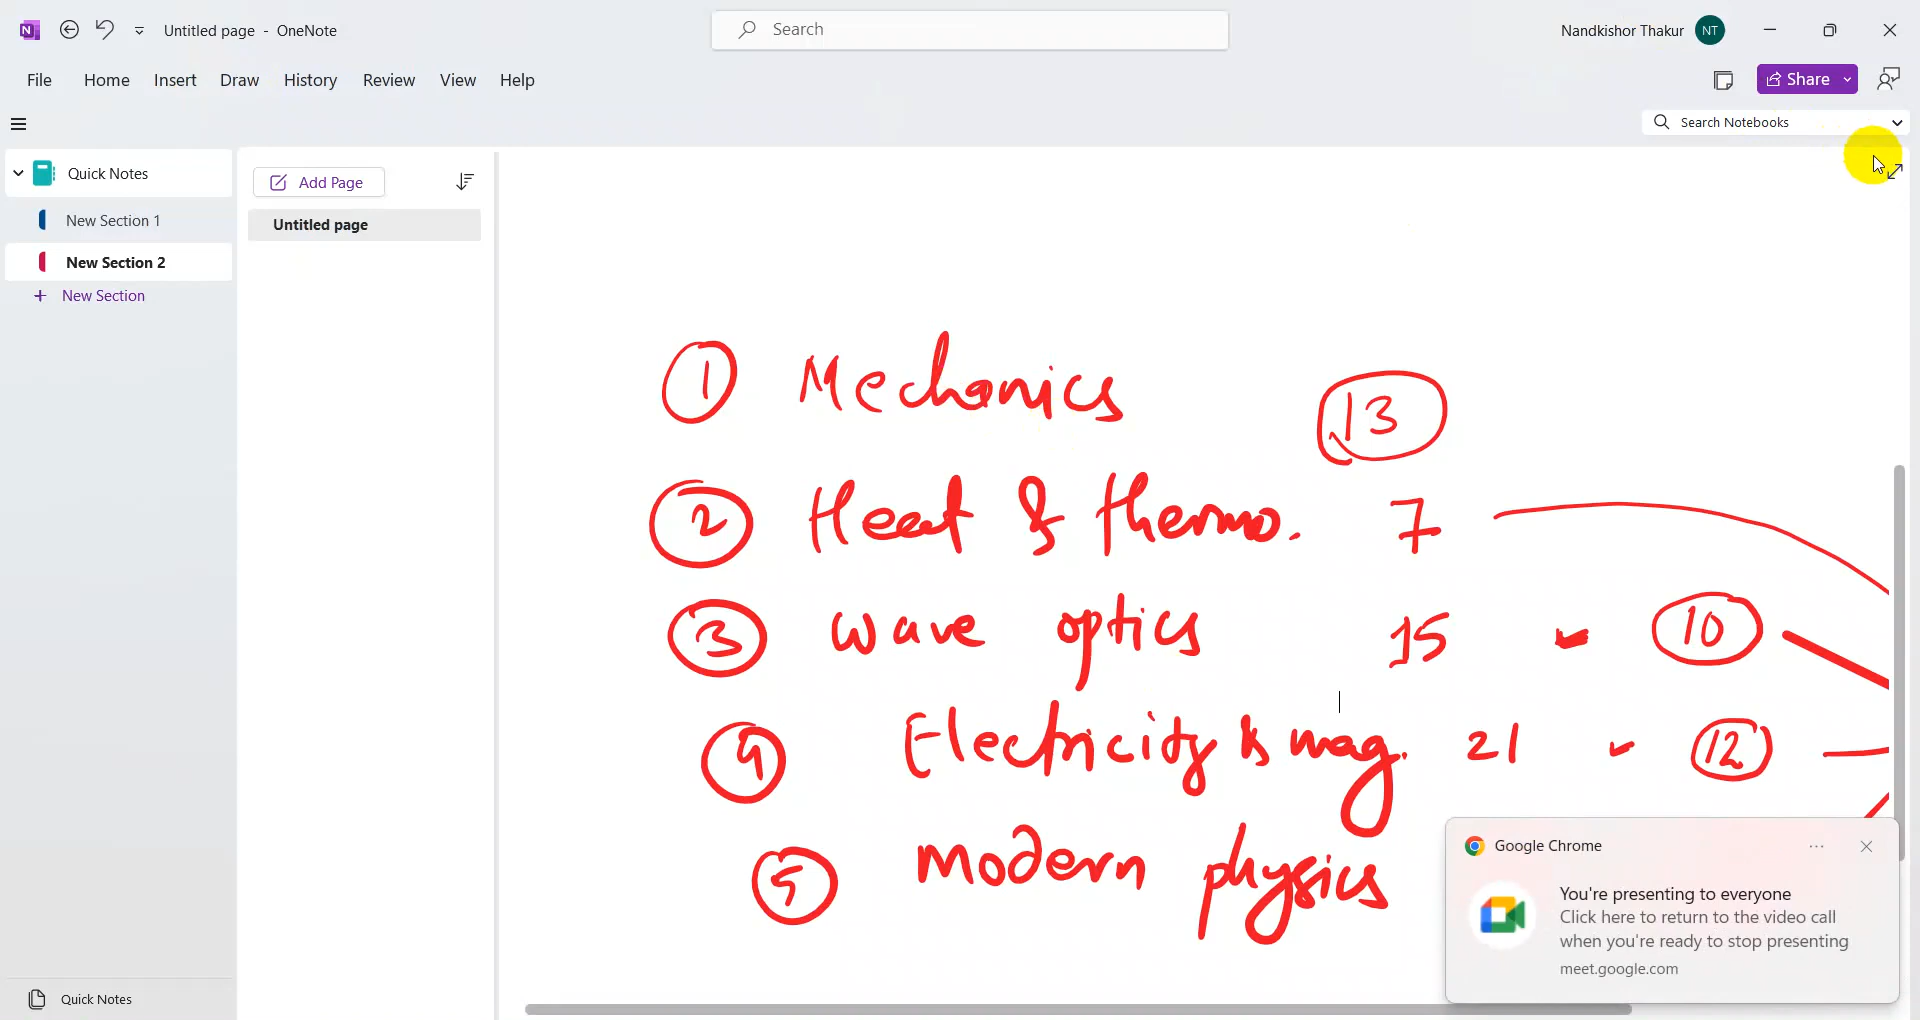 Untitled page - OneNote
Search
Nandkishor Thakur NT
File Home Insert Draw History Review View Help
Share
Search Notebooks
Quick Notes
New Section 1
New Section 2
+ New Section
Add Page
Untitled page
1 Mechanics 13
2 Heat & thermo. 7
3 Wave optics 15 10
4 Electricity & mag. 21 12
5 modern physics
Google Chrome
You're presenting to everyone
Click here to return to the video call
when you're ready to stop presenting
meet.google.com
Quick Notes